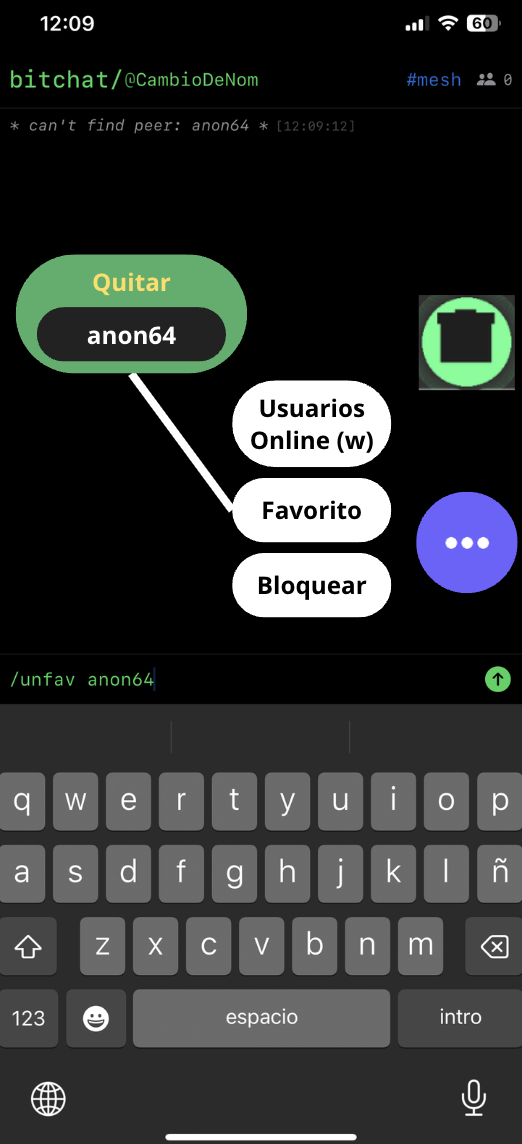 12:09
60
bitchat/@CambioDeNom
#mesh
0
* can't find peer: anon64 * [12:09:12]
Quitar
anon64
Usuarios
Online (w)
Favorito
Bloquear
/unfav anon64
q w e r t y u i o p
a s d f g h j k l ñ
z x c v b n m
123
espacio
intro